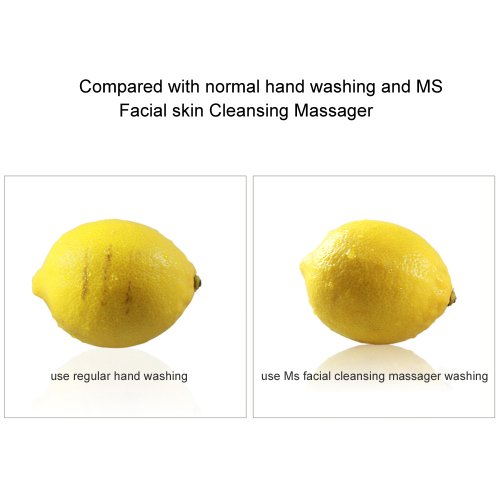 Compared with normal hand washing and MS
Facial skin Cleansing Massager
use regular hand washing
use Ms facial cleansing massager washing